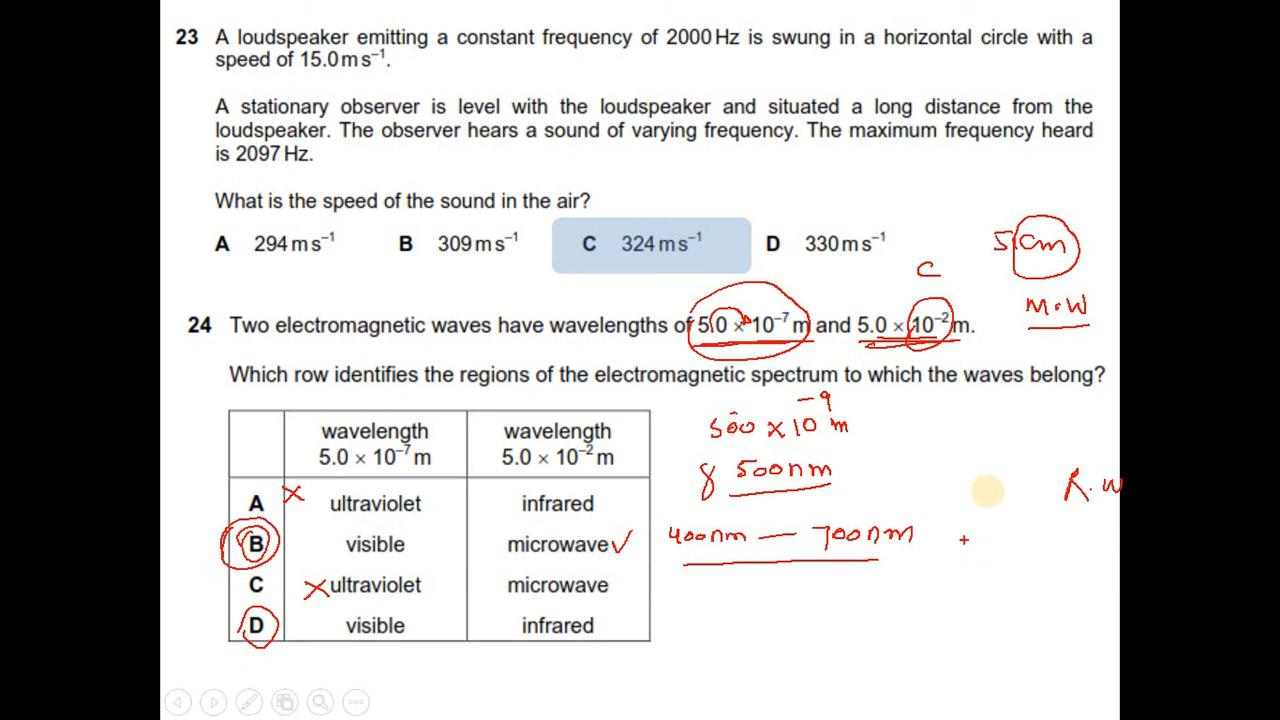 23 A loudspeaker emitting a constant frequency of 2000 Hz is swung in a horizontal circle with a
speed of 15.0 m s⁻¹.
A stationary observer is level with the loudspeaker and situated a long distance from the
loudspeaker. The observer hears a sound of varying frequency. The maximum frequency heard
is 2097 Hz.
What is the speed of the sound in the air?
A 294 m s⁻¹ B 309 m s⁻¹ C 324 m s⁻¹ D 330 m s⁻¹
5 cm
C
M.W
24 Two electromagnetic waves have wavelengths of 5.0 × 10⁻⁷ m and 5.0 × 10⁻² m.
Which row identifies the regions of the electromagnetic spectrum to which the waves belong?
wavelength 5.0 × 10⁻⁷ m
wavelength 5.0 × 10⁻² m
A ultraviolet infrared
B visible microwave
C ultraviolet microwave
D visible infrared
500 × 10⁻⁹ m
500nm
400nm — 700nm
R.W